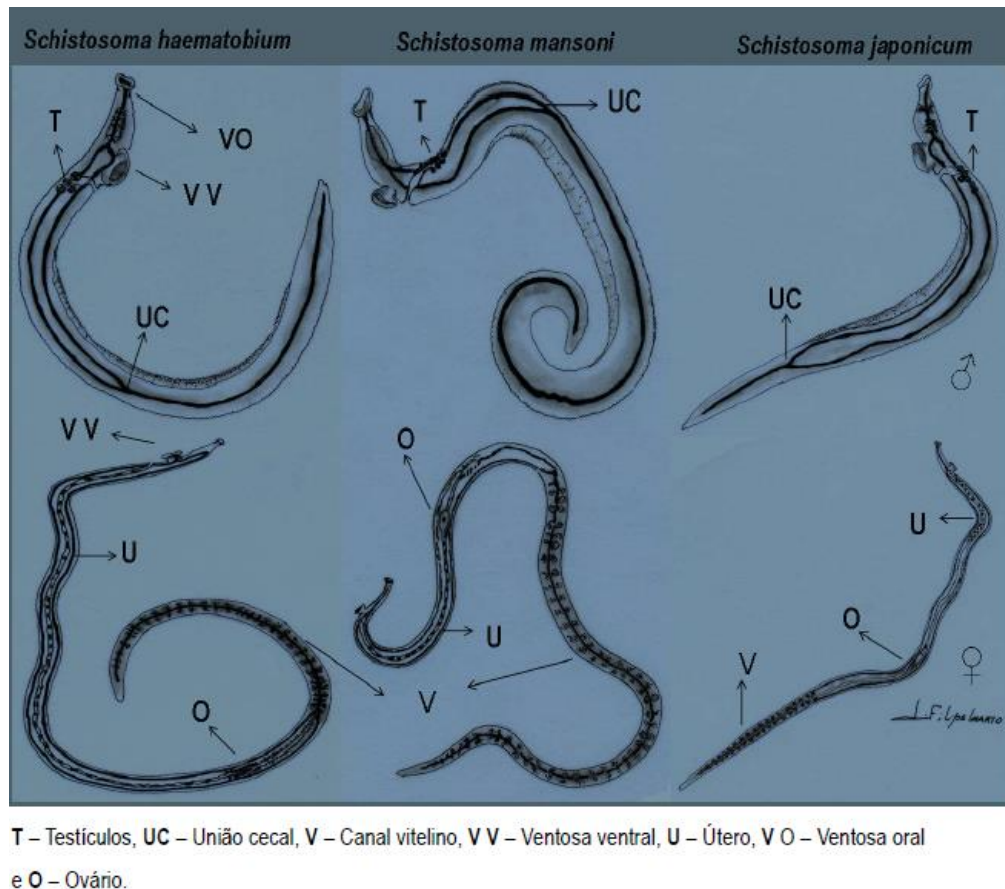 Schistosoma haematobium
Schistosoma mansoni
Schistosoma japonicum
T
VO
V V
UC
T
UC
T
UC
♂
V V
U
O
O
U
V
U
O
V
♀
T – Testículos, UC – União cecal, V – Canal vitelino, V V – Ventosa ventral, U – Útero, V O – Ventosa oral
e O – Ovário.